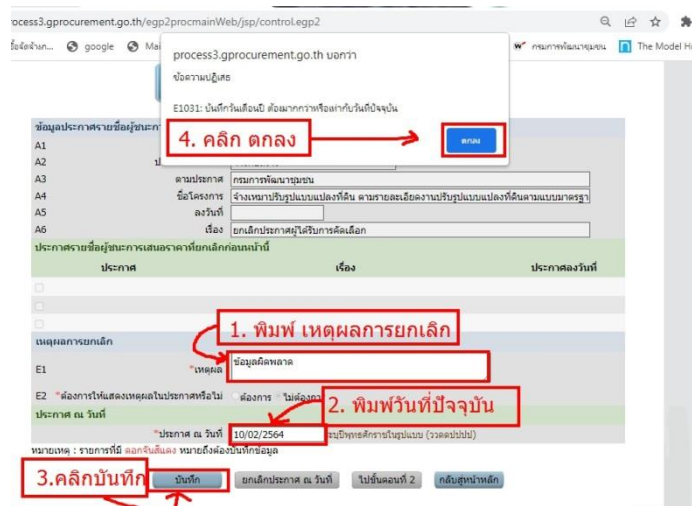 ocess3.gprocurement.go.th/egp2procmainWeb/jsp/control.egp2
google
กรมการพัฒนาชุมชน
The Model H
process3.gprocurement.go.th บอกว่า
ข้อความปฏิเสธ
E1031: บันทึกวันเดือนปี ต้องมากกว่าหรือเท่ากับวันที่ปัจจุบัน
4. คลิก ตกลง
ตกลง
ข้อมูลประกาศรายชื่อผู้ชนะกา
A1
A2
A3 ตามประกาศ กรมการพัฒนาชุมชน
A4 ชื่อโครงการ จ้างเหมาปรับรูปแบบแปลงที่ดิน ตามรายละเอียดงานปรับรูปแบบแปลงที่ดินตามแบบมาตรฐา
A5 ลงวันที่
A6 เรื่อง ยกเลิกประกาศผู้ได้รับการคัดเลือก
ประกาศรายชื่อผู้ชนะการเสนอราคาที่ยกเลิกก่อนหน้านี้
ประกาศ เรื่อง ประกาศลงวันที่
1. พิมพ์ เหตุผลการยกเลิก
เหตุผลการยกเลิก
E1 *เหตุผล ข้อมูลผิดพลาด
E2 *ต้องการให้แสดงเหตุผลในประกาศหรือไม่ ต้องการ ไม่ต้องกา
2. พิมพ์วันที่ปัจจุบัน
ประกาศ ณ วันที่
*ประกาศ ณ วันที่ 10/02/2564 ระบุปีพุทธศักราชในรูปแบบ (ววดดปปปป)
หมายเหตุ : รายการที่มี ดอกจันสีแดง หมายถึงต้องบันทึกข้อมูล
3.คลิกบันทึก บันทึก ยกเลิกประกาศ ณ วันที่ ไปขั้นตอนที่ 2 กลับสู่หน้าหลัก